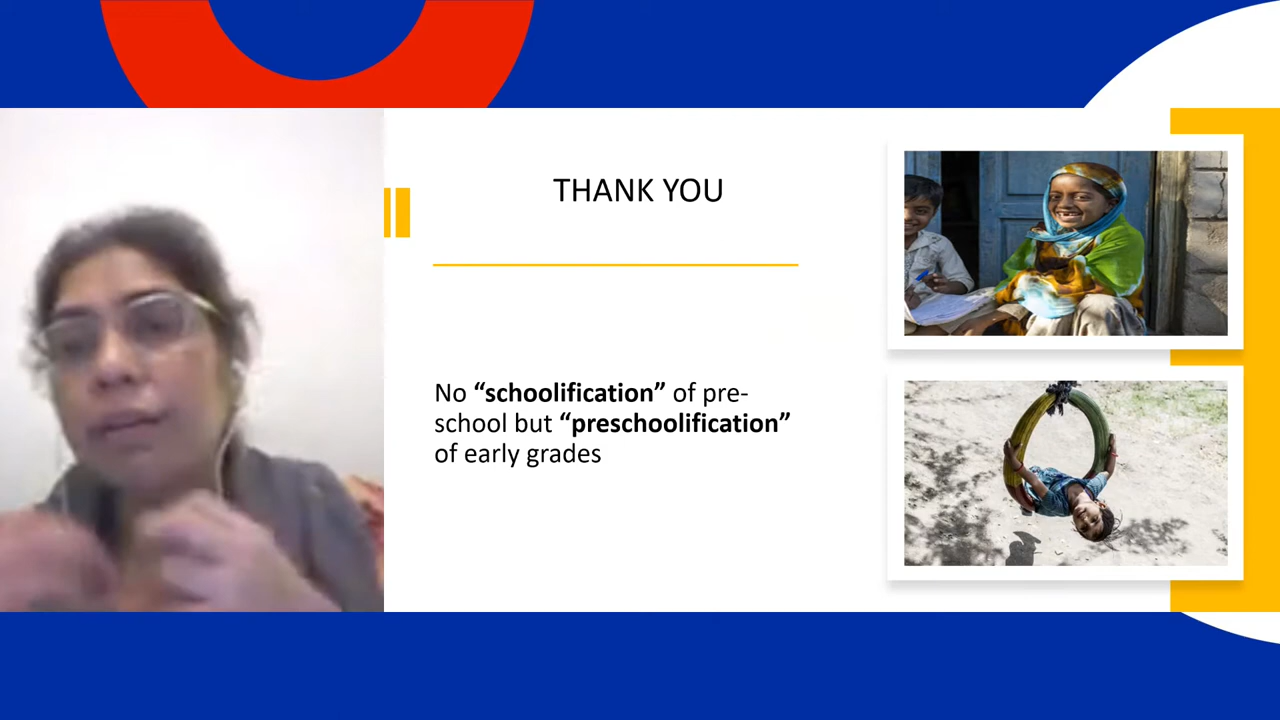 THANK YOU
No “schoolification” of pre-
school but “preschoolification”
of early grades